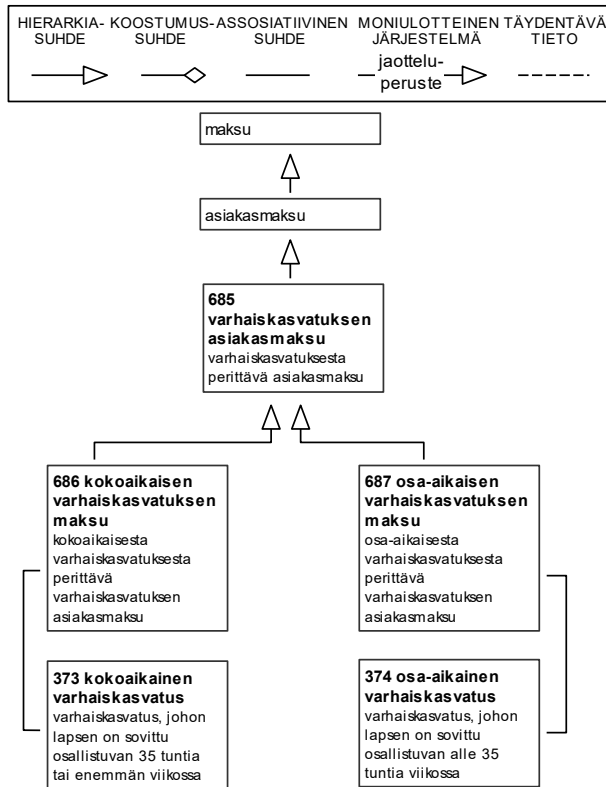 HIERARKIA- KOOSTUMUS- ASSOSIATIIVINEN MONIULOTTEINEN TÄYDENTÄVÄ
SUHDE SUHDE SUHDE JÄRJESTELMÄ TIETO
jaottelu-
peruste
maksu
asiakasmaksu
685
varhaiskasvatuksen
asiakasmaksu
varhaiskasvatuksesta
perittävä asiakasmaksu
686 kokoaikaisen
varhaiskasvatuksen
maksu
kokoaikaisesta
varhaiskasvatuksesta
perittävä
varhaiskasvatuksen
asiakasmaksu
687 osa-aikaisen
varhaiskasvatuksen
maksu
osa-aikaisesta
varhaiskasvatuksesta
perittävä
varhaiskasvatuksen
asiakasmaksu
373 kokoaikainen
varhaiskasvatus
varhaiskasvatus, johon
lapsen on sovittu
osallistuvan 35 tuntia
tai enemmän viikossa
374 osa-aikainen
varhaiskasvatus
varhaiskasvatus, johon
lapsen on sovittu
osallistuvan alle 35
tuntia viikossa